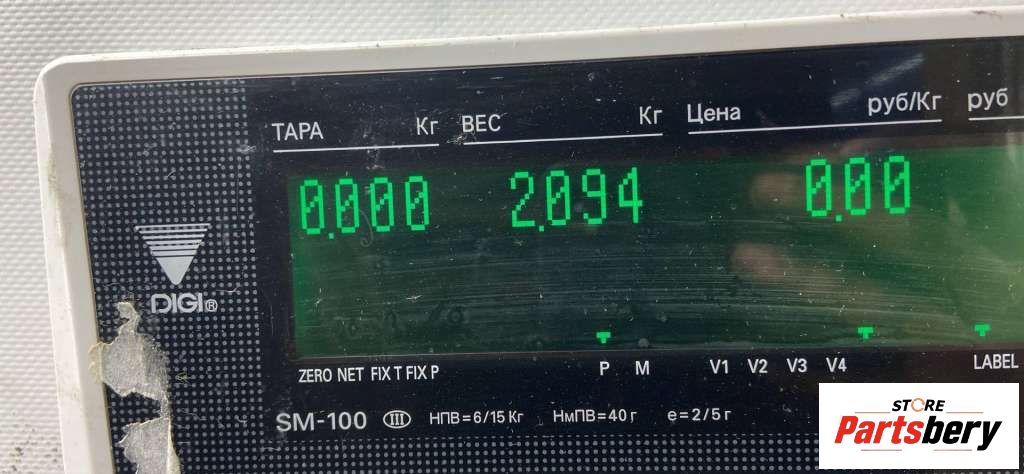 ТАРА Кг ВЕС Кг Цена руб/Кг руб
0.000 2.094 0.00
DIGI®
ZERO NET FIX T FIX P P M V1 V2 V3 V4 LABEL
SM-100 III НПВ=6/15 Кг НмПВ=40 г е=2/5 г
STORE
Partsbery